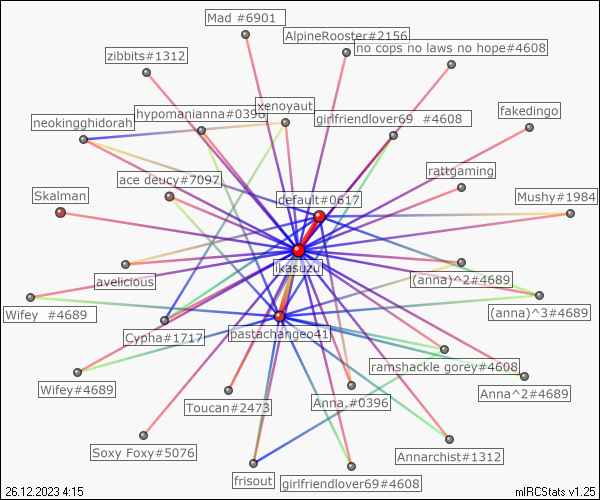 Mad #6901
AlpineRooster#2156
no cops no laws no hope#4608
zibbits#1312
xenoyaut
hypomanianna#0396
girlfriendlover69 #4608
fakedingo
neokingghidorah
rattgaming
ace deucy#7097
Skalman
default#0617
Mushy#1984
ikasuzu
avelicious
(anna)^2#4689
Wifey #4689
(anna)^3#4689
Cypha#1717
pastachangeo41
ramshackle gorey#4608
Wifey#4689
Anna^2#4689
Toucan#2473
Anna.#0396
Soxy Foxy#5076
Annarchist#1312
frisout
girlfriendlover69#4608
26.12.2023 4:15
mIRCStats v1.25